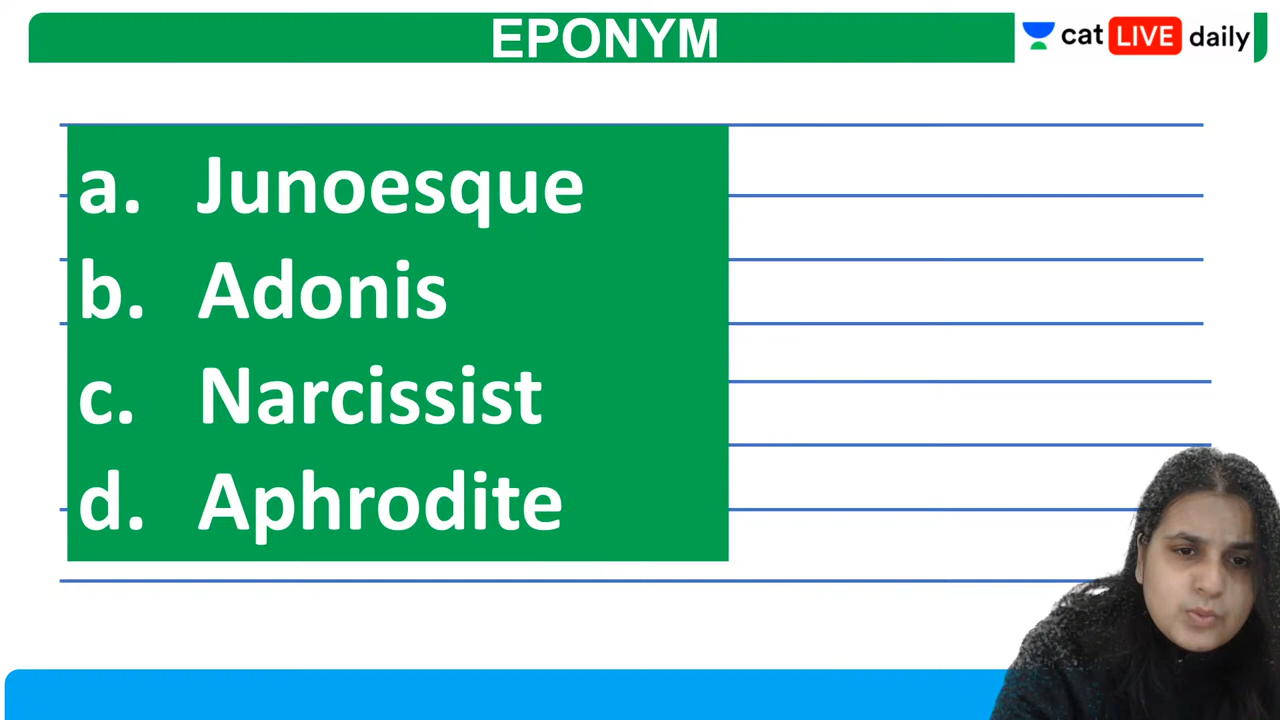 EPONYM
cat LIVE daily
a. Junoesque
b. Adonis
c. Narcissist
d. Aphrodite